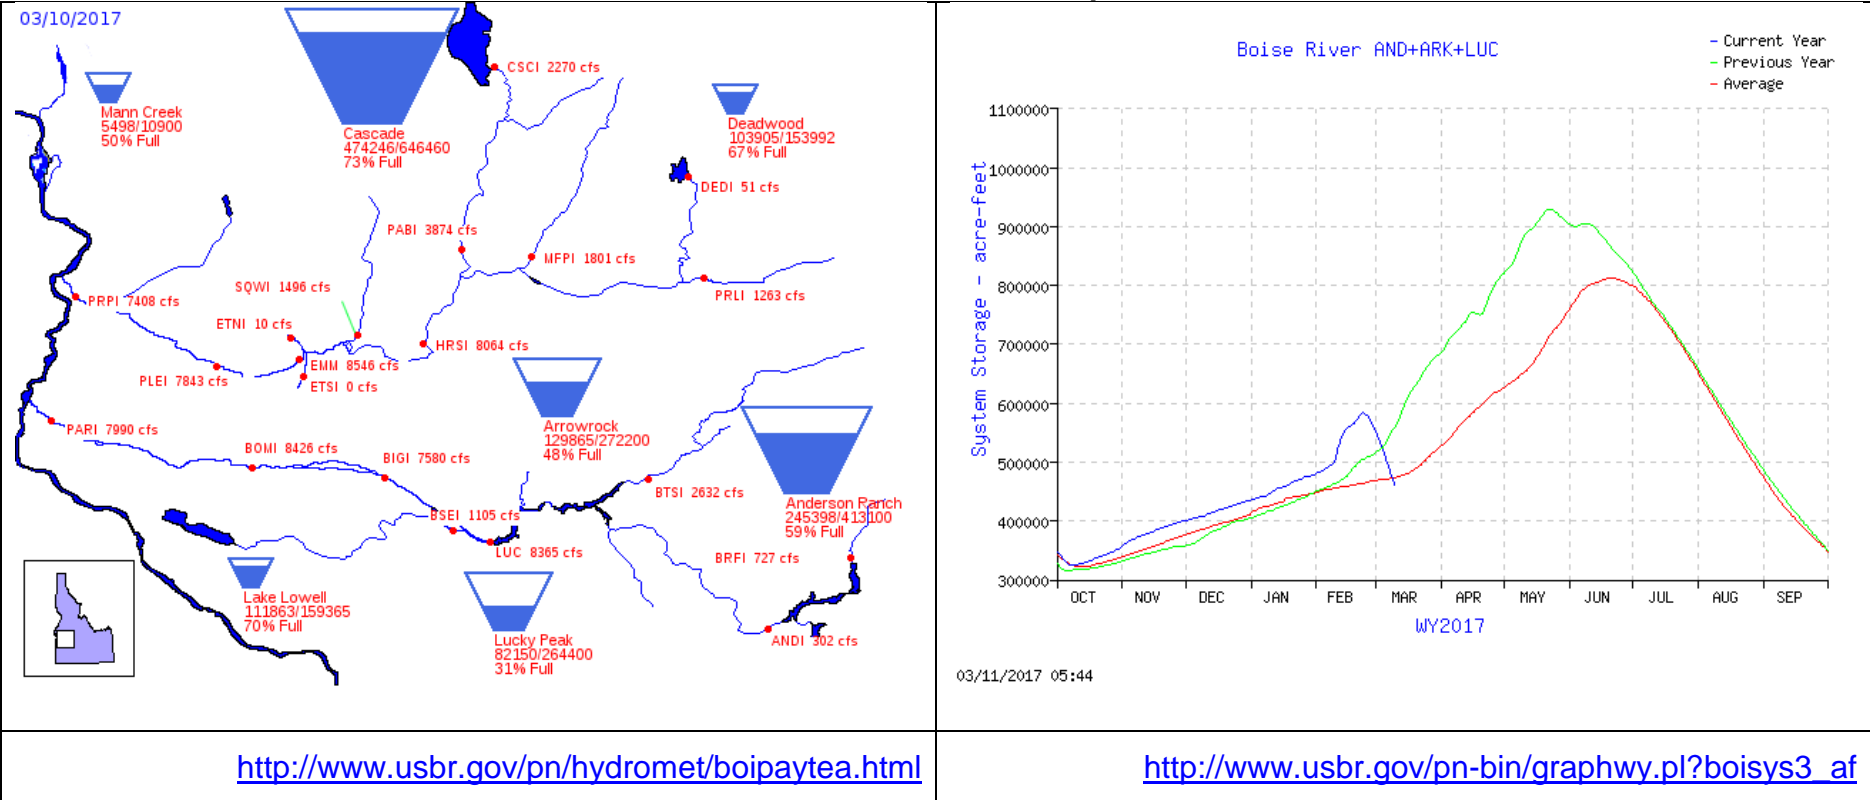 03/10/2017
Mann Creek
5498/10900
50% Full
Cascade
474246/646460
73% Full
CSCI 2270 cfs
Deadwood
103905/153992
67% Full
DEDI 51 cfs
PABI 3874 cfs
MFPI 1801 cfs
PRLI 1263 cfs
PRPI 7408 cfs
SQWI 1496 cfs
ETNI 10 cfs
HRSI 8064 cfs
EMM 8546 cfs
PLEI 7843 cfs
ETSI 0 cfs
Arrowrock
129865/272200
48% Full
PARI 7990 cfs
BOMI 8426 cfs
BIGI 7580 cfs
BTSI 2632 cfs
Anderson Ranch
245398/413100
59% Full
BSEI 1105 cfs
LUC 8365 cfs
BRFI 727 cfs
Lake Lowell
111863/159365
70% Full
Lucky Peak
82150/264400
31% Full
ANDI 302 cfs
http://www.usbr.gov/pn/hydromet/boipaytea.html
Boise River AND+ARK+LUC
Current Year
Previous Year
Average
System Storage - acre-feet
1100000
1000000
900000
800000
700000
600000
500000
400000
300000
OCT NOV DEC JAN FEB MAR APR MAY JUN JUL AUG SEP
WY2017
03/11/2017 05:44
http://www.usbr.gov/pn-bin/graphwy.pl?boisys3_af